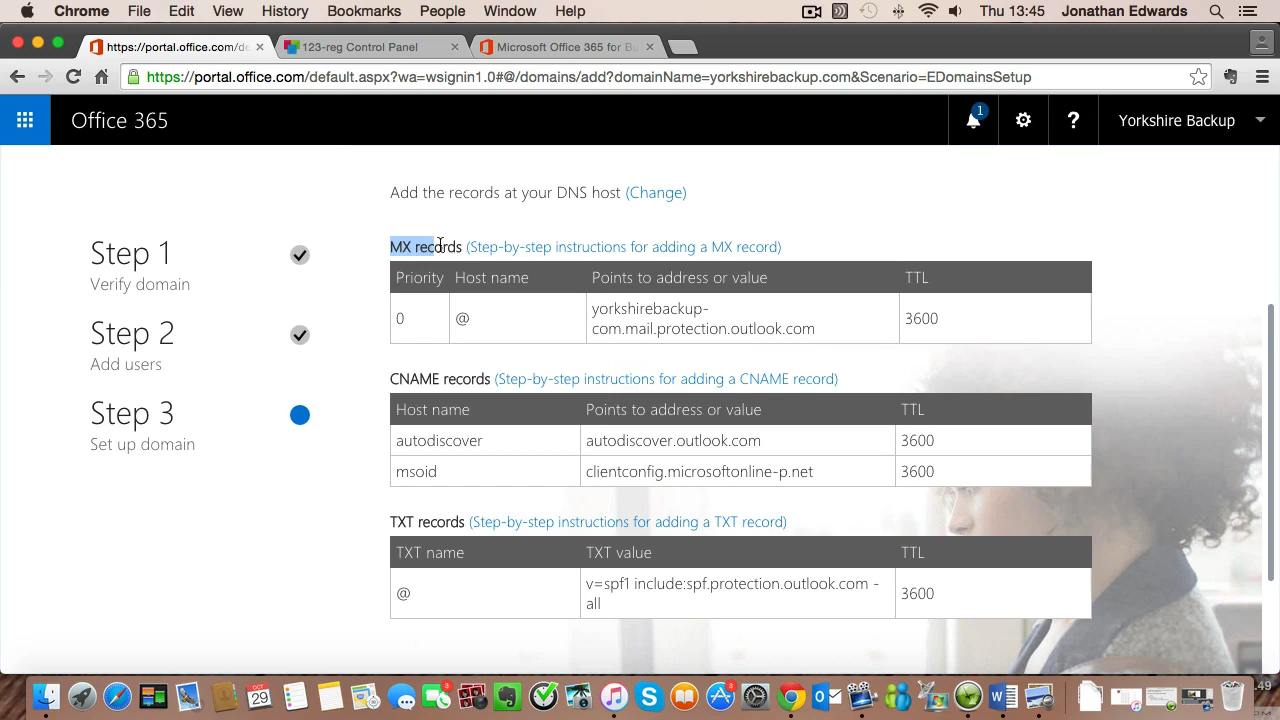 Chrome File Edit View History Bookmarks People Window Help Thu 13:45 Jonathan Edwards
https://portal.office.com/de 123-reg Control Panel Microsoft Office 365 for Bu
https://portal.office.com/default.aspx?wa=wsignin1.0#@/domains/add?domainName=yorkshirebackup.com&Scenario=EDomainsSetup
Office 365 1 ? Yorkshire Backup
Add the records at your DNS host (Change)
Step 1
Verify domain
Step 2
Add users
Step 3
Set up domain
MX records (Step-by-step instructions for adding a MX record)
Priority Host name Points to address or value TTL
0 @ yorkshirebackup-
com.mail.protection.outlook.com 3600
CNAME records (Step-by-step instructions for adding a CNAME record)
Host name Points to address or value TTL
autodiscover autodiscover.outlook.com 3600
msoid clientconfig.microsoftonline-p.net 3600
TXT records (Step-by-step instructions for adding a TXT record)
TXT name TXT value TTL
@ v=spf1 include:spf.protection.outlook.com -
all 3600